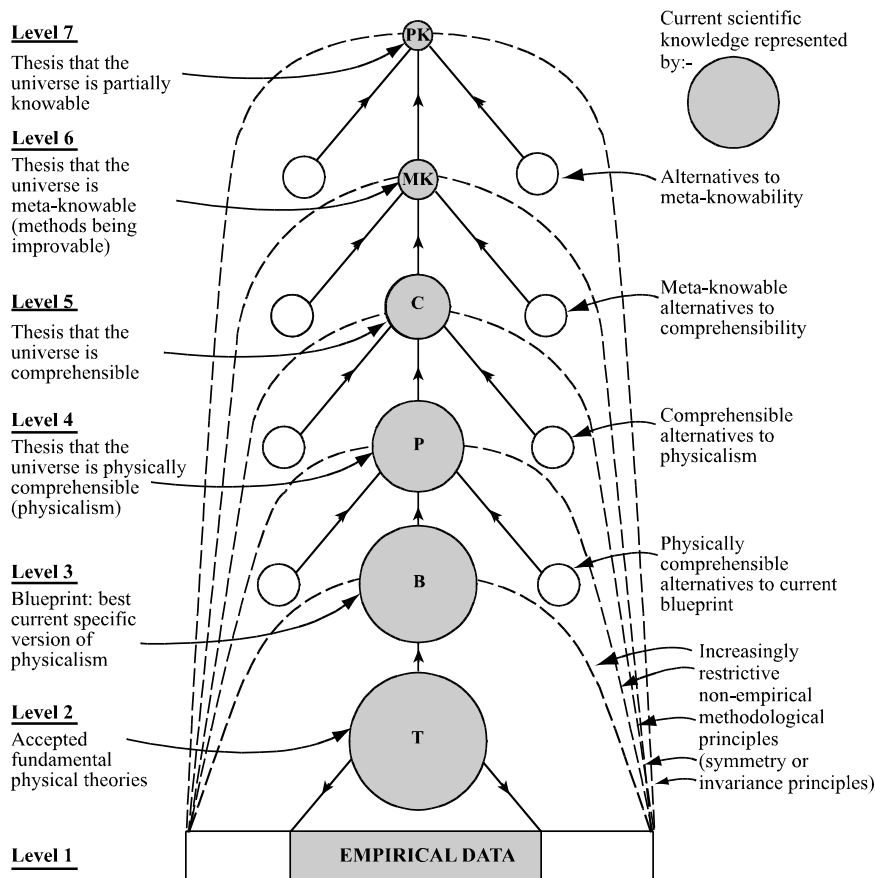 Level 7
Thesis that the
universe is partially
knowable
Level 6
Thesis that the
universe is
meta-knowable
(methods being
improvable)
Level 5
Thesis that the
universe is
comprehensible
Level 4
Thesis that the
universe is physically
comprehensible
(physicalism)
Level 3
Blueprint: best
current specific
version of
physicalism
Level 2
Accepted
fundamental
physical theories
Level 1
PK
MK
C
P
B
T
EMPIRICAL DATA
Current scientific
knowledge represented
by:-
Alternatives to
meta-knowability
Meta-knowable
alternatives to
comprehensibility
Comprehensible
alternatives to
physicalism
Physically
comprehensible
alternatives to current
blueprint
Increasingly
restrictive
non-empirical
methodological
principles
(symmetry or
invariance principles)